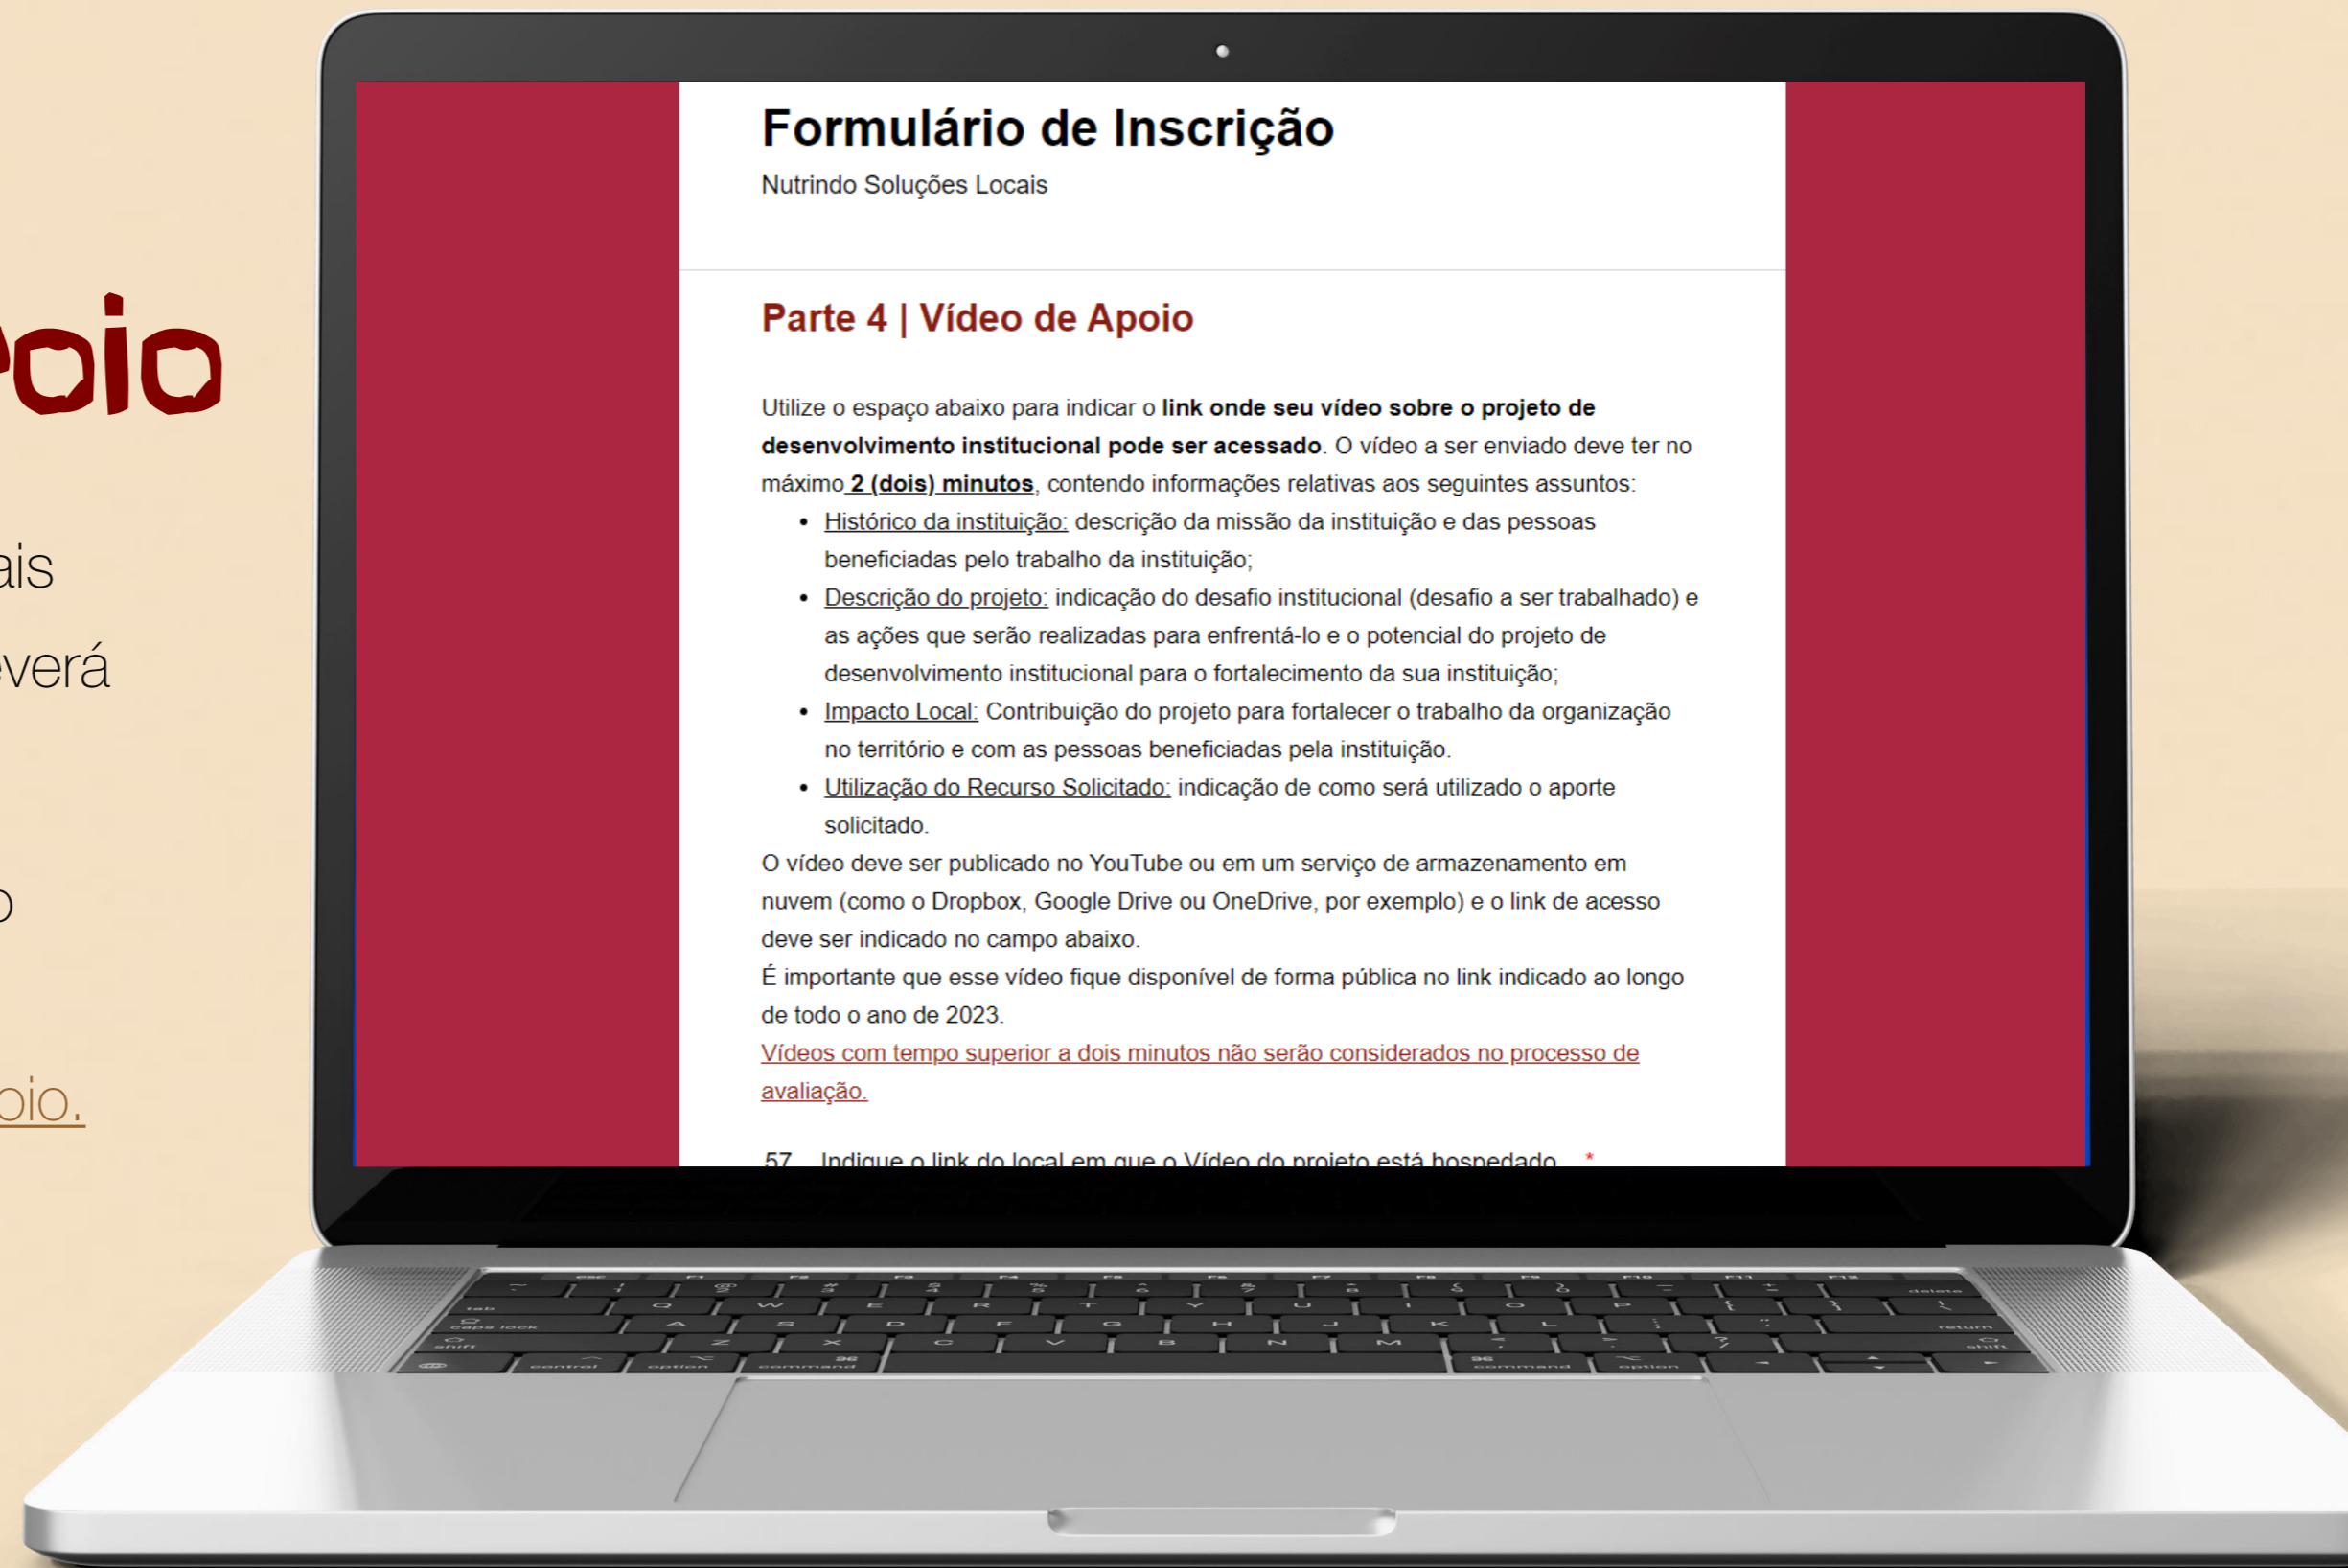 oio
ais
everá
o
oio.
Formulário de Inscrição
Nutrindo Soluções Locais
Parte 4 | Vídeo de Apoio
Utilize o espaço abaixo para indicar o link onde seu vídeo sobre o projeto de
desenvolvimento institucional pode ser acessado. O vídeo a ser enviado deve ter no
máximo 2 (dois) minutos, contendo informações relativas aos seguintes assuntos:
• Histórico da instituição: descrição da missão da instituição e das pessoas
beneficiadas pelo trabalho da instituição;
• Descrição do projeto: indicação do desafio institucional (desafio a ser trabalhado) e
as ações que serão realizadas para enfrentá-lo e o potencial do projeto de
desenvolvimento institucional para o fortalecimento da sua instituição;
• Impacto Local: Contribuição do projeto para fortalecer o trabalho da organização
no território e com as pessoas beneficiadas pela instituição.
• Utilização do Recurso Solicitado: indicação de como será utilizado o aporte
solicitado.
O vídeo deve ser publicado no YouTube ou em um serviço de armazenamento em
nuvem (como o Dropbox, Google Drive ou OneDrive, por exemplo) e o link de acesso
deve ser indicado no campo abaixo.
É importante que esse vídeo fique disponível de forma pública no link indicado ao longo
de todo o ano de 2023.
Vídeos com tempo superior a dois minutos não serão considerados no processo de
avaliação.
57 Indique o link do local em que o Vídeo do projeto está hospedado *